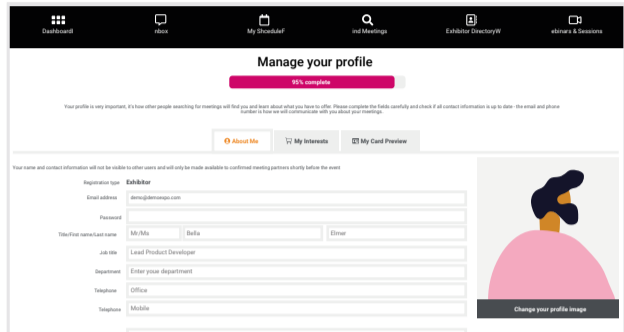 Dashboardl
nbox
My ShceduleF
ind Meetings
Exhibitor DirectoryW
ebinars & Sessions
Manage your profile
95% complete
Your profile is very important, it's how other people searching for meetings will find you and learn about what you have to offer. Please complete the fields carefully and check if all contact information is up to date - the email and phone
number is how we will communicate with you about your meetings.
About Me
My Interests
My Card Preview
Your name and contact information will not be visible to other users and will only be made available to confirmed meeting partners shortly before the event
Registration type Exhibitor
Email address demo@demoexpo.com
Password
Title/First name/Last name Mr/Ms Bella Elmer
Job title Lead Product Developer
Department Enter youe department
Telephone Office
Telephone Mobile
Change your profile image